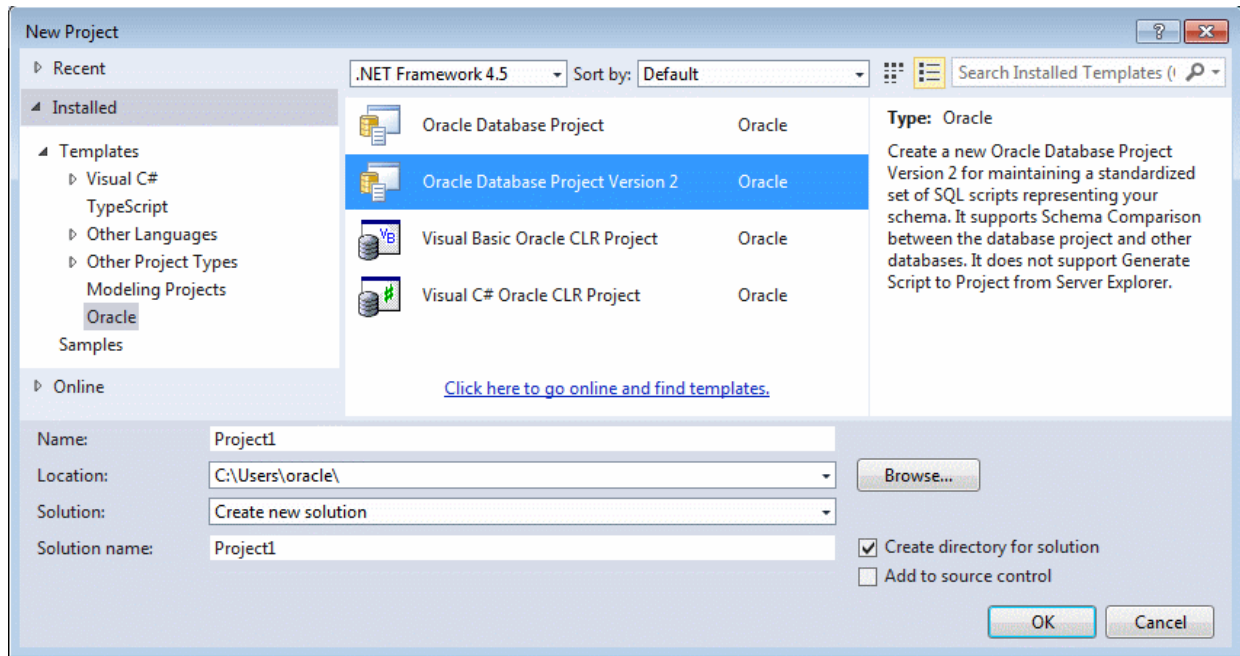 New Project
Recent
.NET Framework 4.5 Sort by: Default
Search Installed Templates (
Installed
Templates
Visual C#
TypeScript
Other Languages
Other Project Types
Modeling Projects
Oracle
Samples
Online
Oracle Database Project Oracle
Oracle Database Project Version 2 Oracle
VB
Visual Basic Oracle CLR Project Oracle
#
Visual C# Oracle CLR Project Oracle
Click here to go online and find templates.
Type: Oracle
Create a new Oracle Database Project
Version 2 for maintaining a standardized
set of SQL scripts representing your
schema. It supports Schema Comparison
between the database project and other
databases. It does not support Generate
Script to Project from Server Explorer.
Name: Project1
Location: C:\Users\oracle\ Browse...
Solution: Create new solution
Solution name: Project1
Create directory for solution
Add to source control
OK Cancel